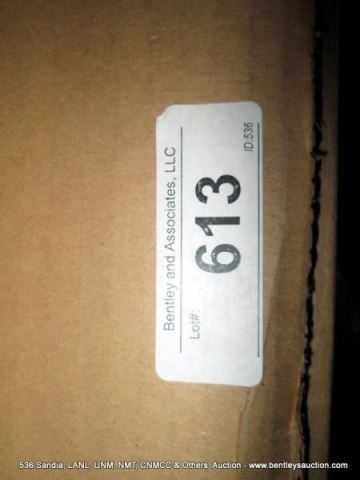 Bentley and Associates, LLC
Lot#:
613
ID:536
536 Sandia, LANL, UNM, NMT, CNMCC & Others Auction - www.bentleysauction.com